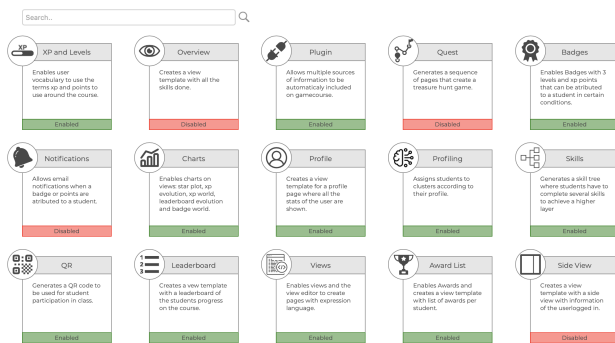 Search..
XP
XP and Levels
Enables user
vocabulary to use the
terms xp and points to
use around the course.
Enabled
Overview
Creates a view
template with all the
skills done.
Disabled
Plugin
Allows multiple sources
of information to be
automaticaly included
on gamecourse.
Enabled
Quest
Generates a sequence
of pages that create a
treasure hunt game.
Disabled
Badges
Enables Badges with 3
levels and xp points
that can be atributed
to a student in certain
conditions.
Enabled
Notifications
Allows email
notifications when a
badge or points are
atributed to a student.
Disabled
Charts
Enables charts on
views: star plot, xp
evolution, xp world,
leaderboard evolution
and badge world.
Enabled
Profile
Creates a view
template for a profile
page where all the
stats of the user are
shown.
Enabled
Profiling
Assigns students to
clusters according to
their profile.
Enabled
Skills
Generates a skill tree
where students have to
complete several skills
to achieve a higher
layer
Enabled
QR
Generates a QR code to
be used for student
participation in class.
Enabled
1
2
3
Leaderboard
Creates a vew template
with a leaderboard of
the students progress
on the course.
Enabled
Views
Enables views and the
view editor to create
pages with expression
language.
Enabled
Award List
Enables Awards and
creates a view template
with list of awards per
student.
Enabled
Side View
Creates a view
template with a side
view with information
of the userlogged in.
Disabled